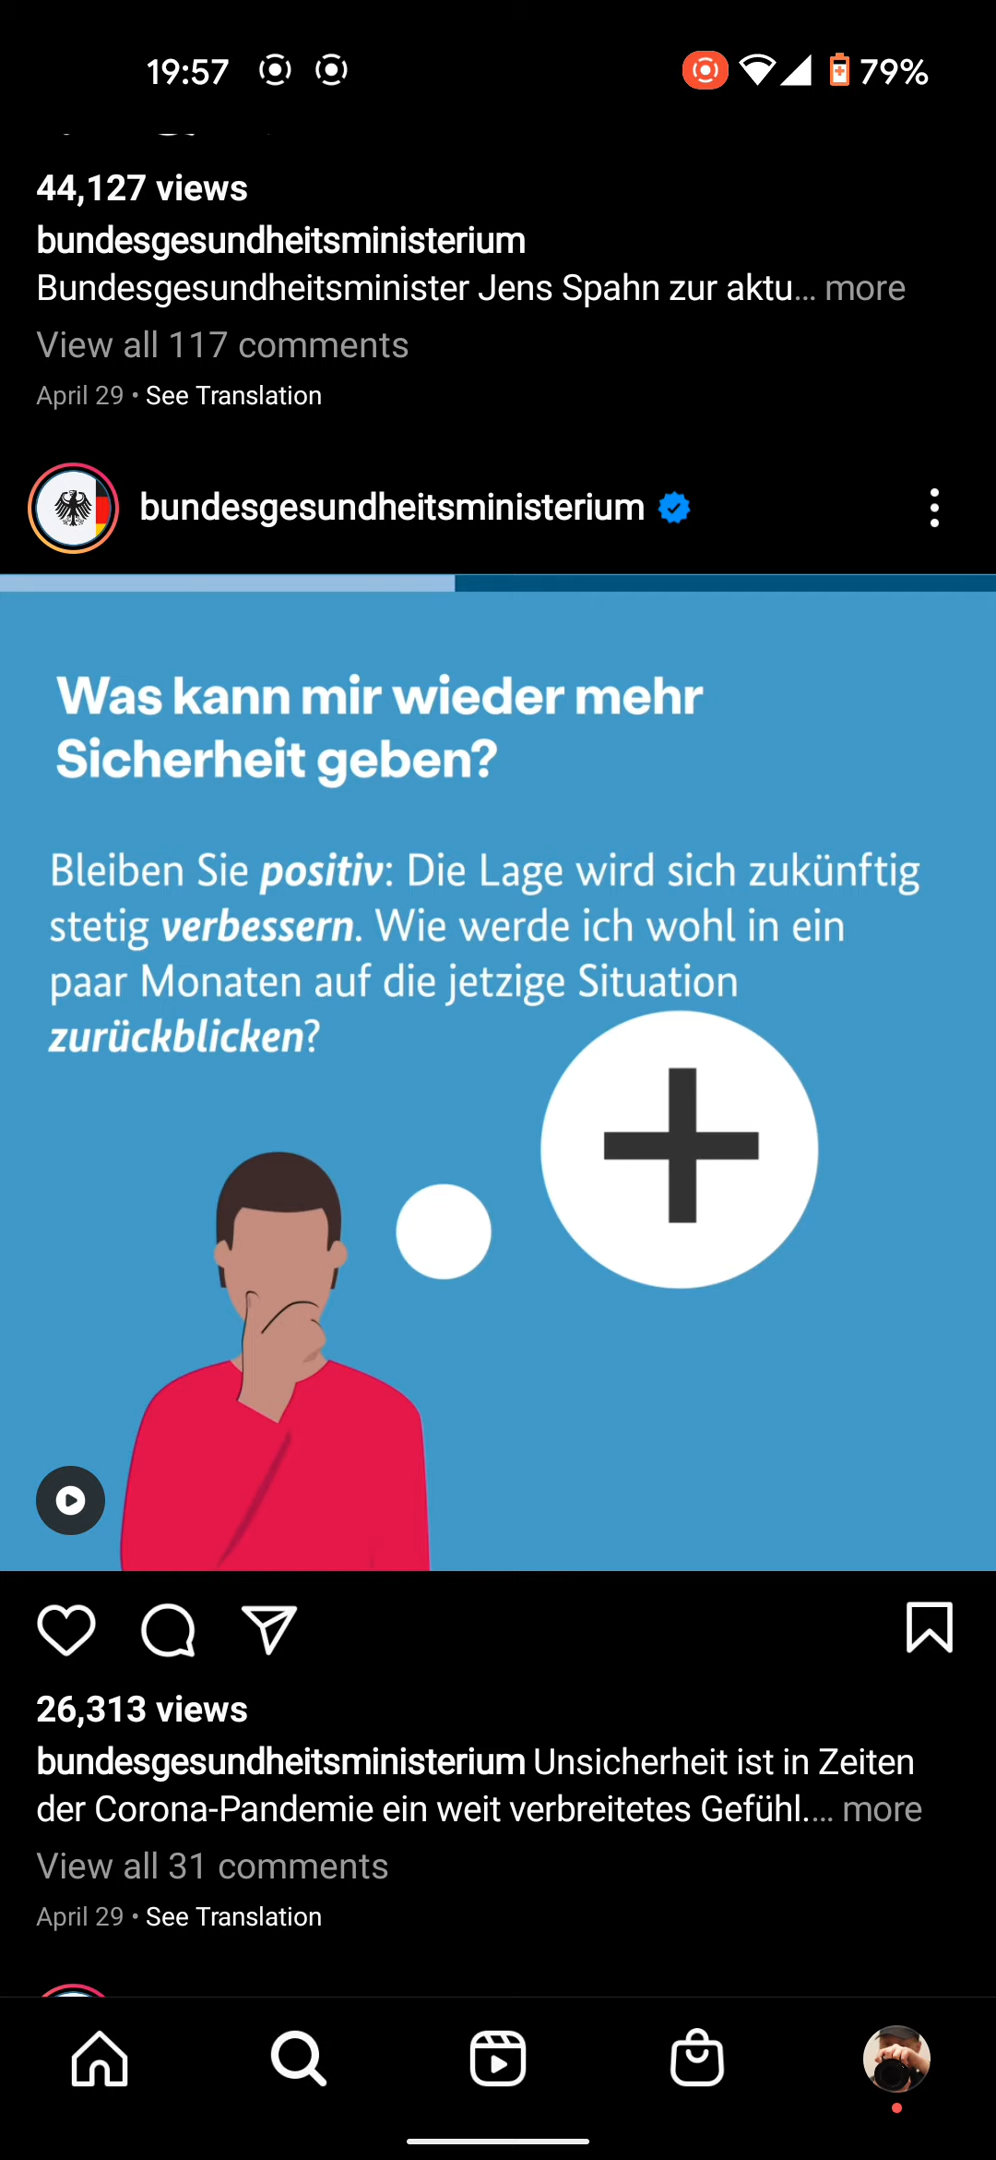 19:57
79%
44,127 views
bundesgesundheitsministerium
Bundesgesundheitsminister Jens Spahn zur aktu... more
View all 117 comments
April 29 • See Translation
bundesgesundheitsministerium
Was kann mir wieder mehr
Sicherheit geben?
Bleiben Sie positiv: Die Lage wird sich zukünftig
stetig verbessern. Wie werde ich wohl in ein
paar Monaten auf die jetzige Situation
zurückblicken?
26,313 views
bundesgesundheitsministerium Unsicherheit ist in Zeiten
der Corona-Pandemie ein weit verbreitetes Gefühl.... more
View all 31 comments
April 29 • See Translation